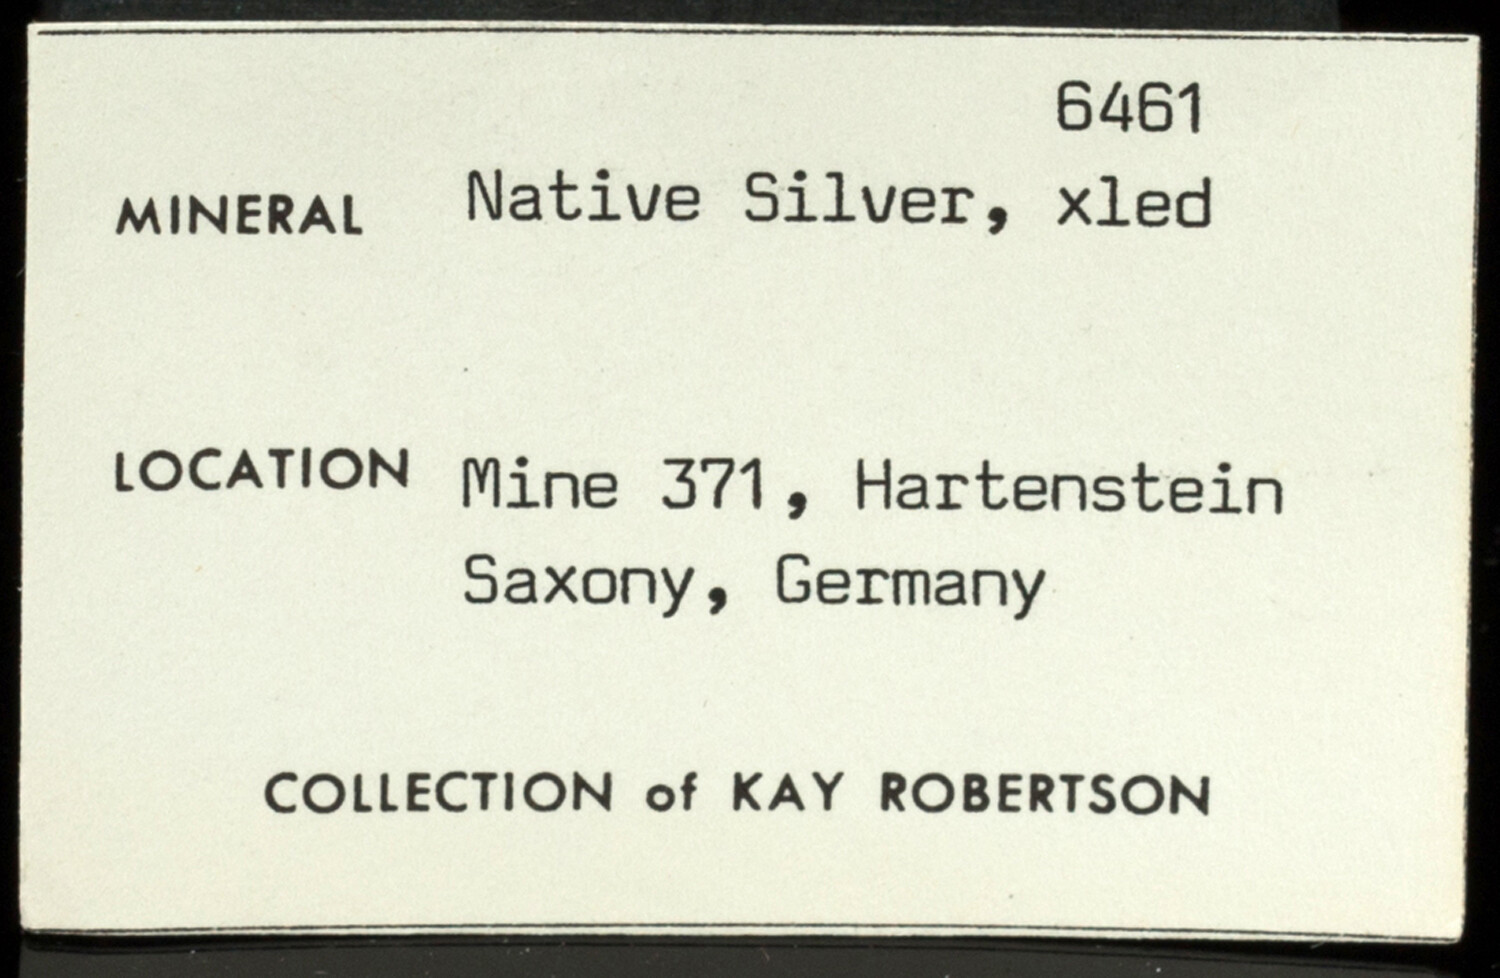 6461
MINERAL Native Silver, xled
LOCATION Mine 371, Hartenstein
Saxony, Germany
COLLECTION of KAY ROBERTSON